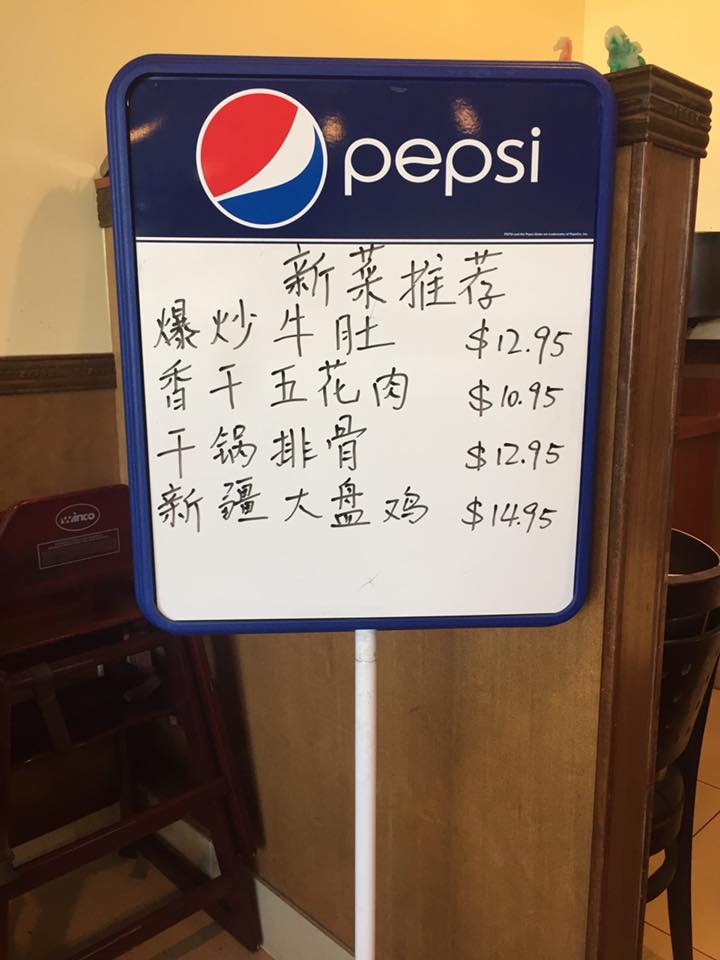 pepsi
新菜推荐
爆炒牛肚 $12.95
香干五花肉 $10.95
干锅排骨 $12.95
新疆大盘鸡 $14.95
winco